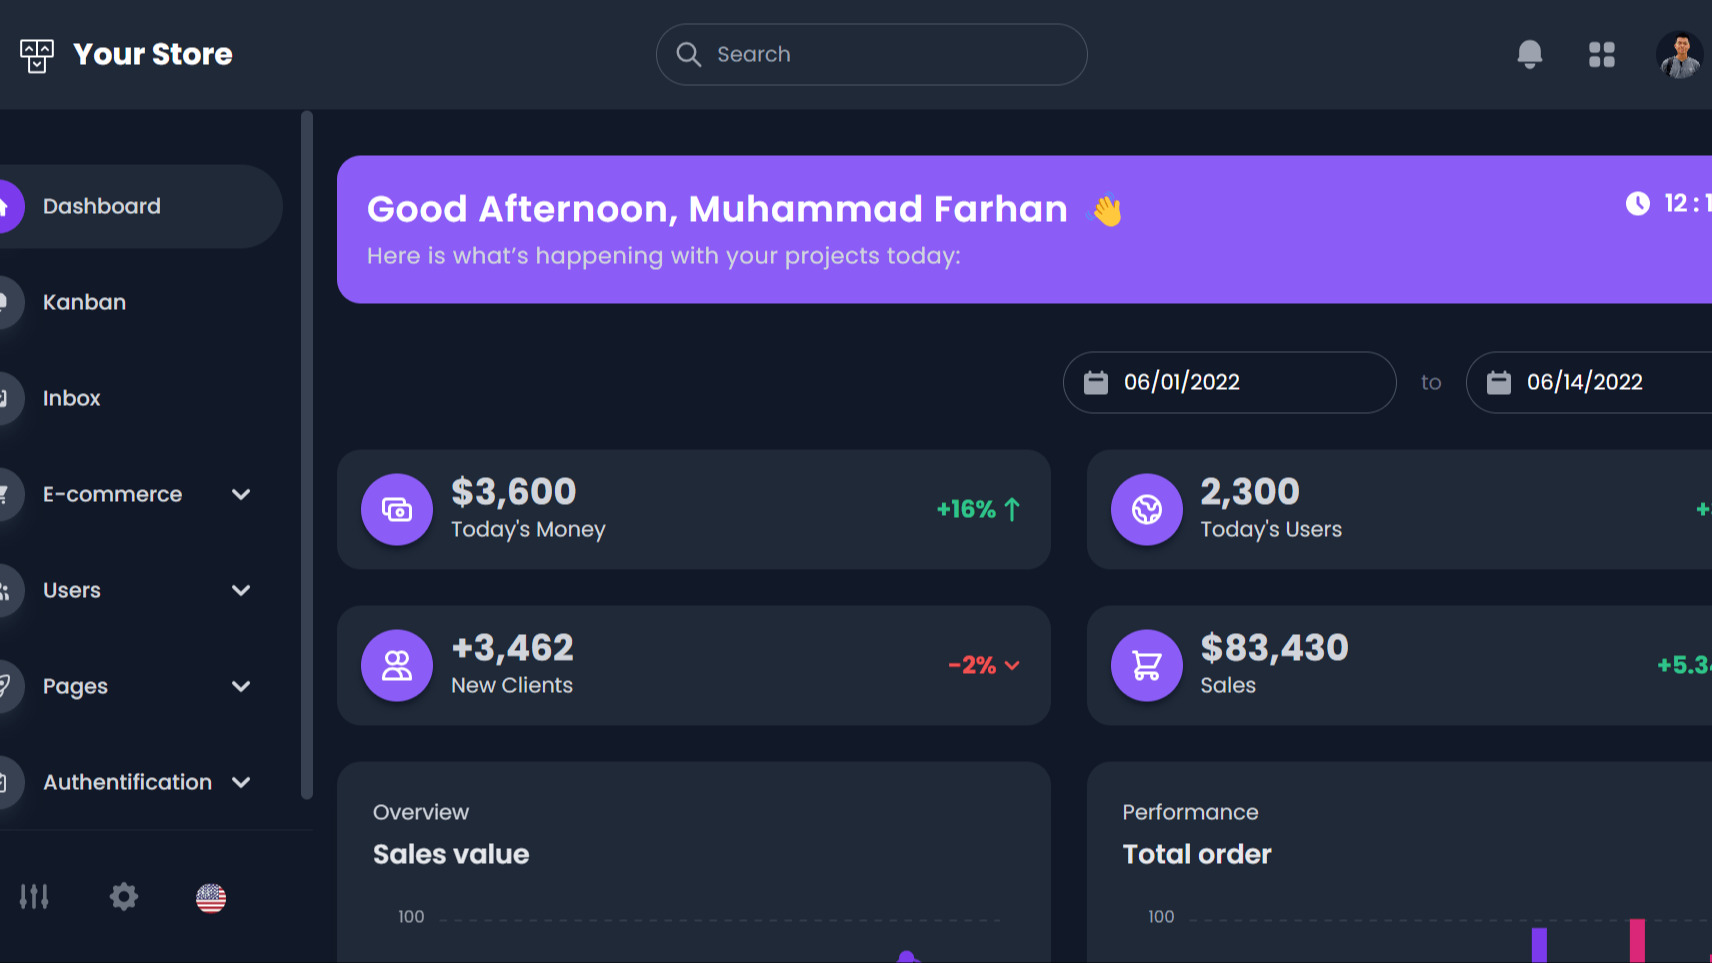 Your Store
Search
Dashboard
Kanban
Inbox
E-commerce
Users
Pages
Authentification
Good Afternoon, Muhammad Farhan 👋
Here is what's happening with your projects today:
12 : 1
06/01/2022 to 06/14/2022
$3,600
Today's Money
+16%
2,300
Today's Users
+3,462
New Clients
-2%
$83,430
Sales
+5.3
Overview
Sales value
100
Performance
Total order
100